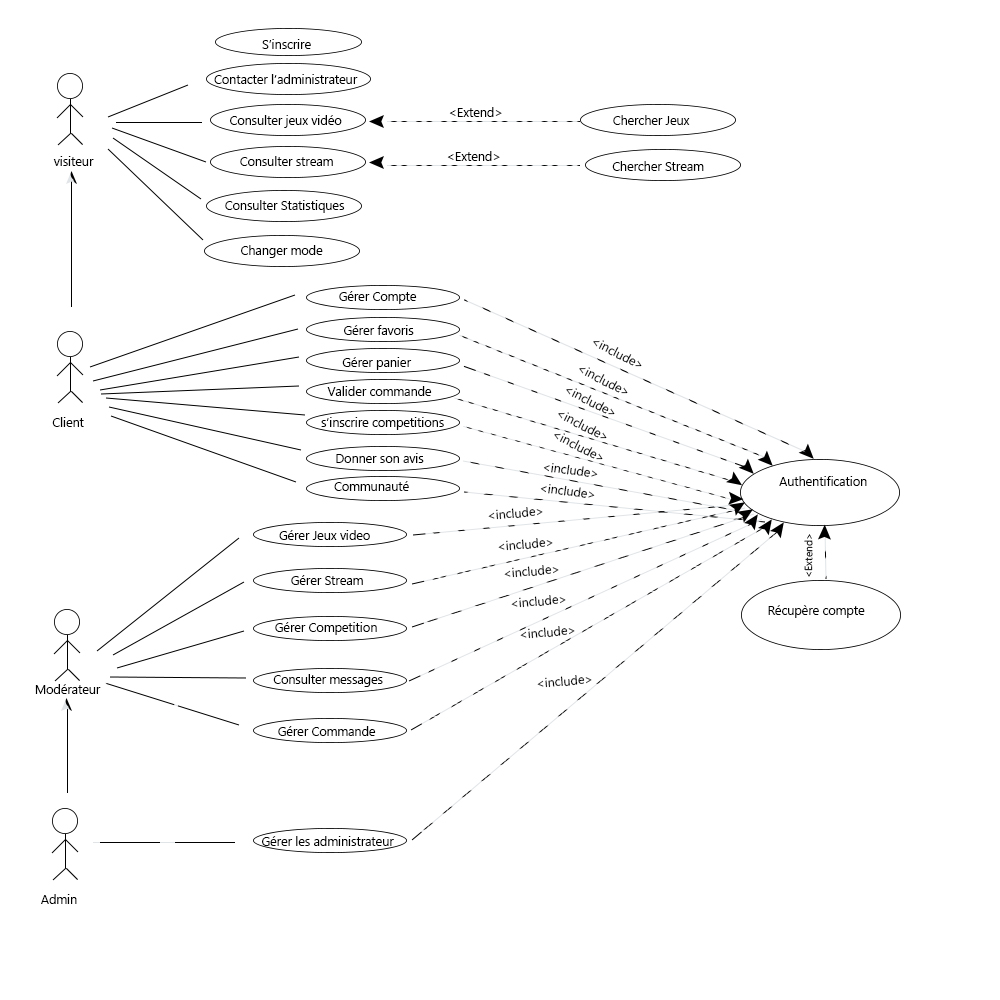 S'inscrire
Contacter l'administrateur
Consulter jeux vidéo
<Extend>
Chercher Jeux
visiteur
Consulter stream
<Extend>
Chercher Stream
Consulter Statistiques
Changer mode
Gérer Compte
Gérer favoris
<include>
Gérer panier
<include>
Valider commande
<include>
Client
s'inscrire competitions
<include>
<include>
Donner son avis
<include>
Communauté
<include>
Authentification
Gérer Jeux video
<include>
<include>
<Extend>
Gérer Stream
<include>
Récupère compte
Gérer Competition
<include>
<include>
Modérateur
Consulter messages
<include>
Gérer Commande
Gérer les administrateur
Admin